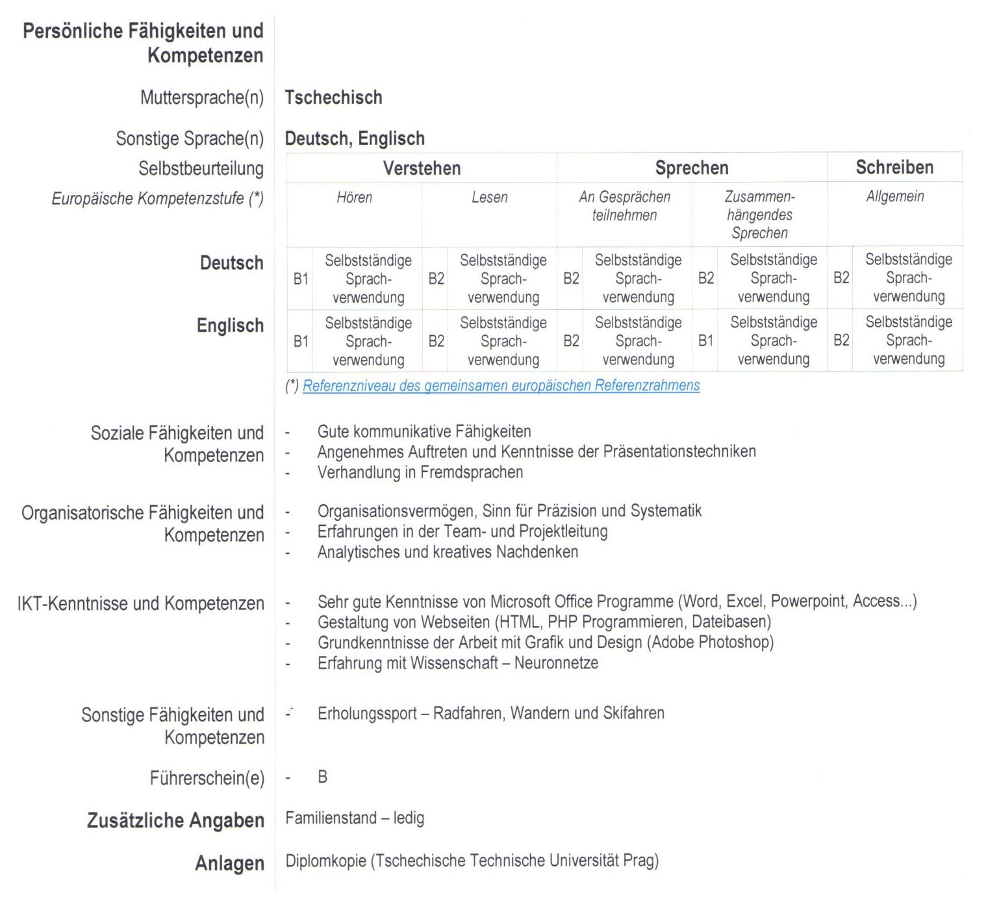 Persönliche Fähigkeiten und
Kompetenzen
Muttersprache(n) Tschechisch
Sonstige Sprache(n) Deutsch, Englisch
Selbstbeurteilung Verstehen Sprechen Schreiben
Europäische Kompetenzstufe (*) Hören Lesen An Gesprächen Zusammen- Allgemein
teilnehmen hängendes
Sprechen
Deutsch Selbstständige Selbstständige Selbstständige Selbstständige Selbstständige
B1 Sprach- B2 Sprach- B2 Sprach- B2 Sprach- B2 Sprach-
verwendung verwendung verwendung verwendung verwendung
Englisch Selbstständige Selbstständige Selbstständige Selbstständige Selbstständige
B1 Sprach- B2 Sprach- B2 Sprach- B1 Sprach- B2 Sprach-
verwendung verwendung verwendung verwendung verwendung
(*) Referenzniveau des gemeinsamen europäischen Referenzrahmens
Soziale Fähigkeiten und - Gute kommunikative Fähigkeiten
Kompetenzen - Angenehmes Auftreten und Kenntnisse der Präsentationstechniken
- Verhandlung in Fremdsprachen
Organisatorische Fähigkeiten und - Organisationsvermögen, Sinn für Präzision und Systematik
Kompetenzen - Erfahrungen in der Team- und Projektleitung
- Analytisches und kreatives Nachdenken
IKT-Kenntnisse und Kompetenzen - Sehr gute Kenntnisse von Microsoft Office Programme (Word, Excel, Powerpoint, Access...)
- Gestaltung von Webseiten (HTML, PHP Programmieren, Dateibasen)
- Grundkenntnisse der Arbeit mit Grafik und Design (Adobe Photoshop)
- Erfahrung mit Wissenschaft – Neuronnetze
Sonstige Fähigkeiten und - Erholungssport – Radfahren, Wandern und Skifahren
Kompetenzen
Führerschein(e) - B
Zusätzliche Angaben Familienstand – ledig
Anlagen Diplomkopie (Tschechische Technische Universität Prag)